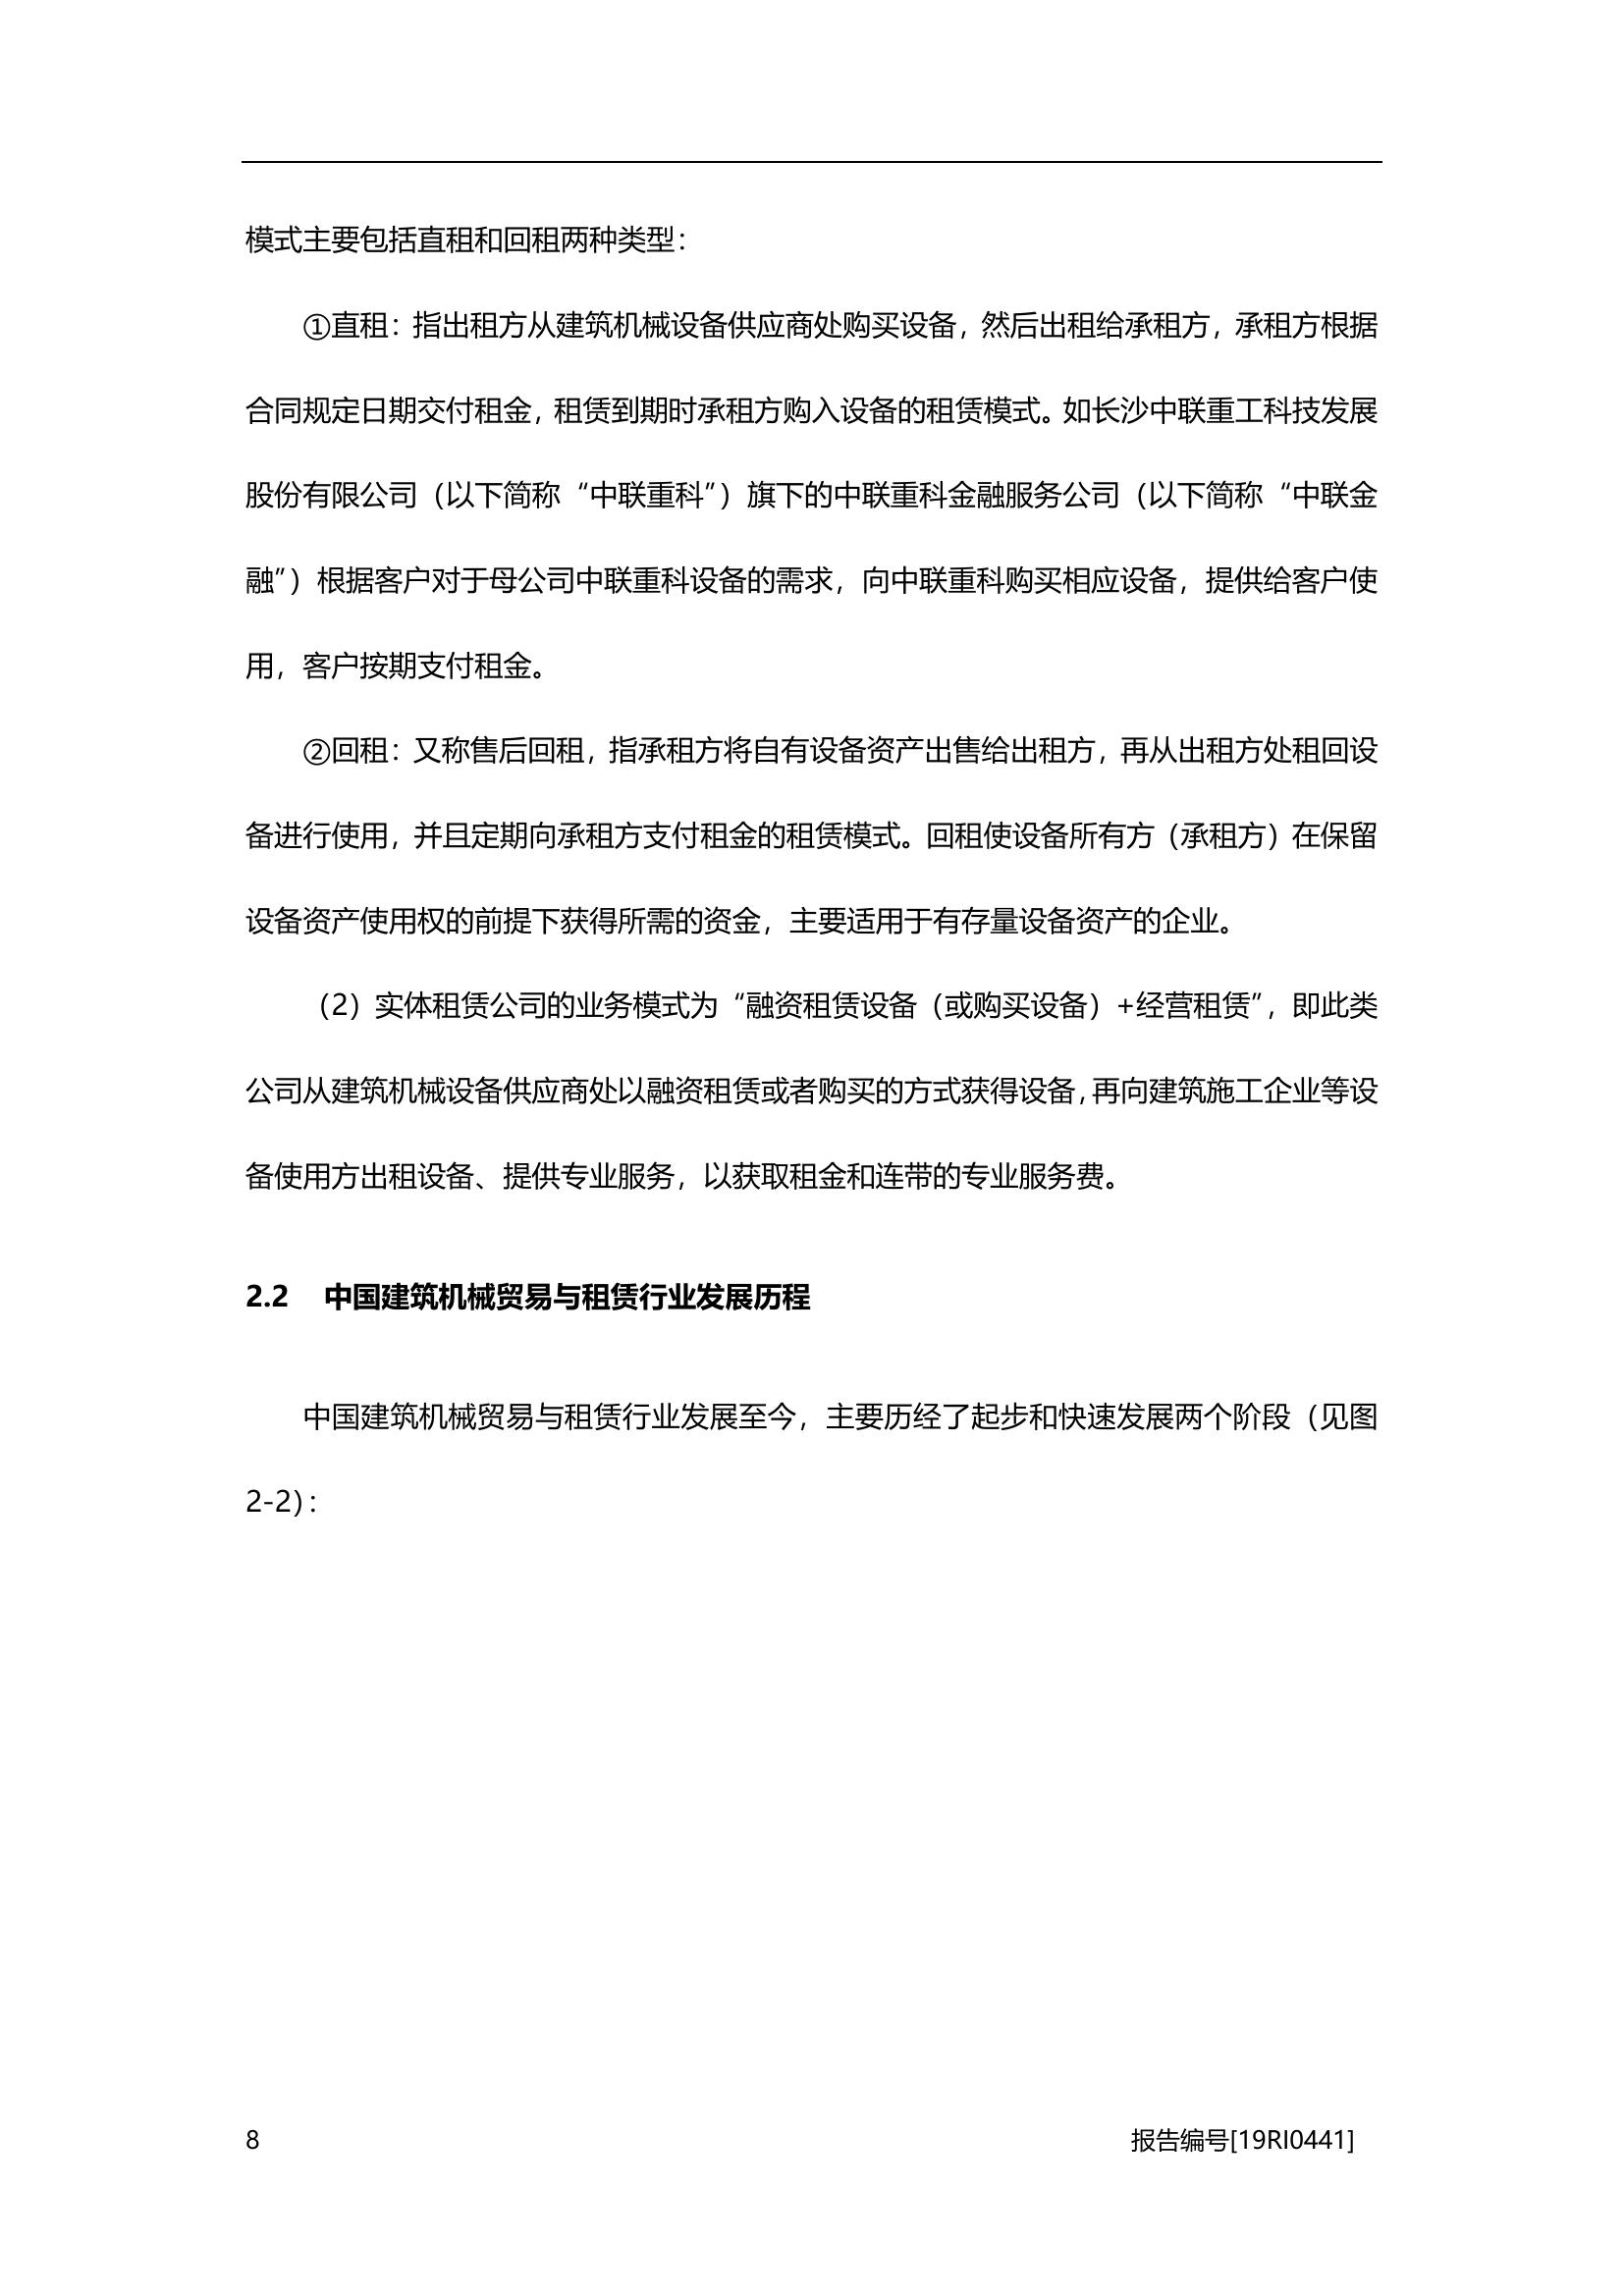 模式主要包括直租和回租两种类型：
①直租：指出租方从建筑机械设备供应商处购买设备，然后出租给承租方，承租方根据
合同规定日期交付租金，租赁到期时承租方购入设备的租赁模式。如长沙中联重工科技发展
股份有限公司（以下简称“中联重科”）旗下的中联重科金融服务公司（以下简称“中联金
融”）根据客户对于母公司中联重科设备的需求，向中联重科购买相应设备，提供给客户使
用，客户按期支付租金。
②回租：又称售后回租，指承租方将自有设备资产出售给出租方，再从出租方处租回设
备进行使用，并且定期向承租方支付租金的租赁模式。回租使设备所有方（承租方）在保留
设备资产使用权的前提下获得所需的资金，主要适用于有存量设备资产的企业。
（2）实体租赁公司的业务模式为“融资租赁设备（或购买设备）+经营租赁”，即此类
公司从建筑机械设备供应商处以融资租赁或者购买的方式获得设备，再向建筑施工企业等设
备使用方出租设备、提供专业服务，以获取租金和连带的专业服务费。
2.2 中国建筑机械贸易与租赁行业发展历程
中国建筑机械贸易与租赁行业发展至今，主要历经了起步和快速发展两个阶段（见图
2-2）：
8 报告编号[19RI0441]